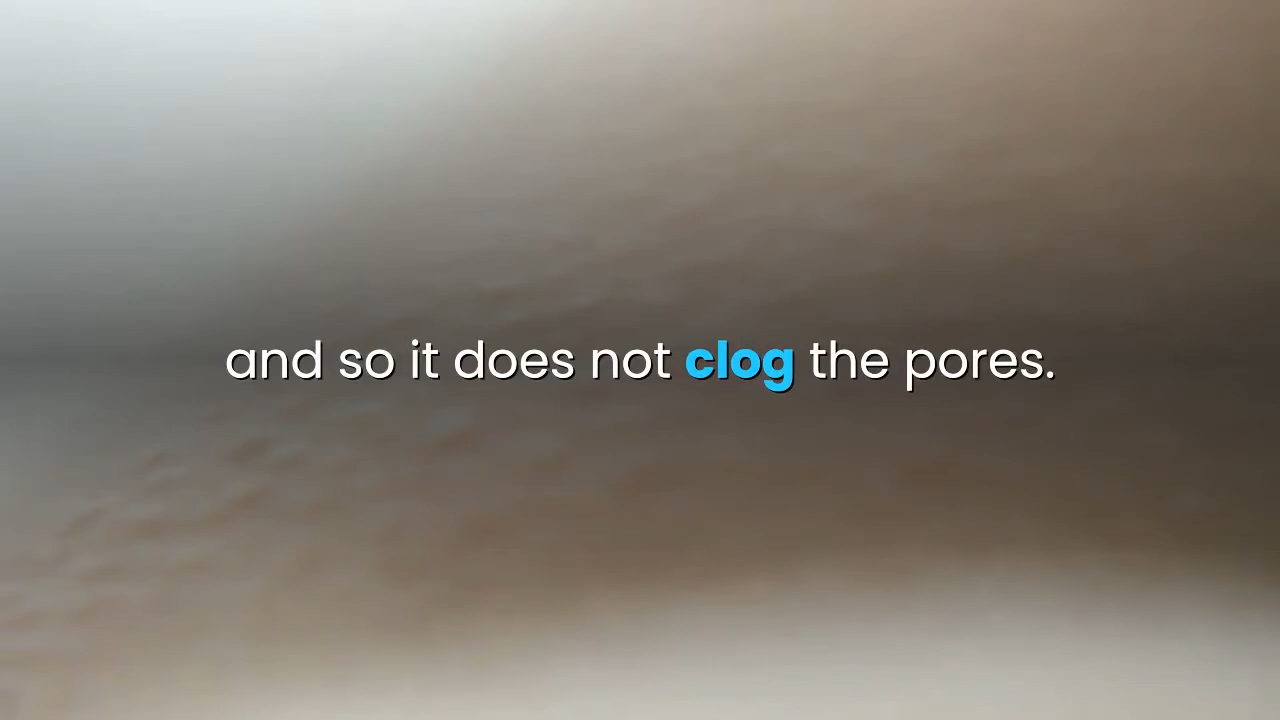 and so it does not clog the pores.